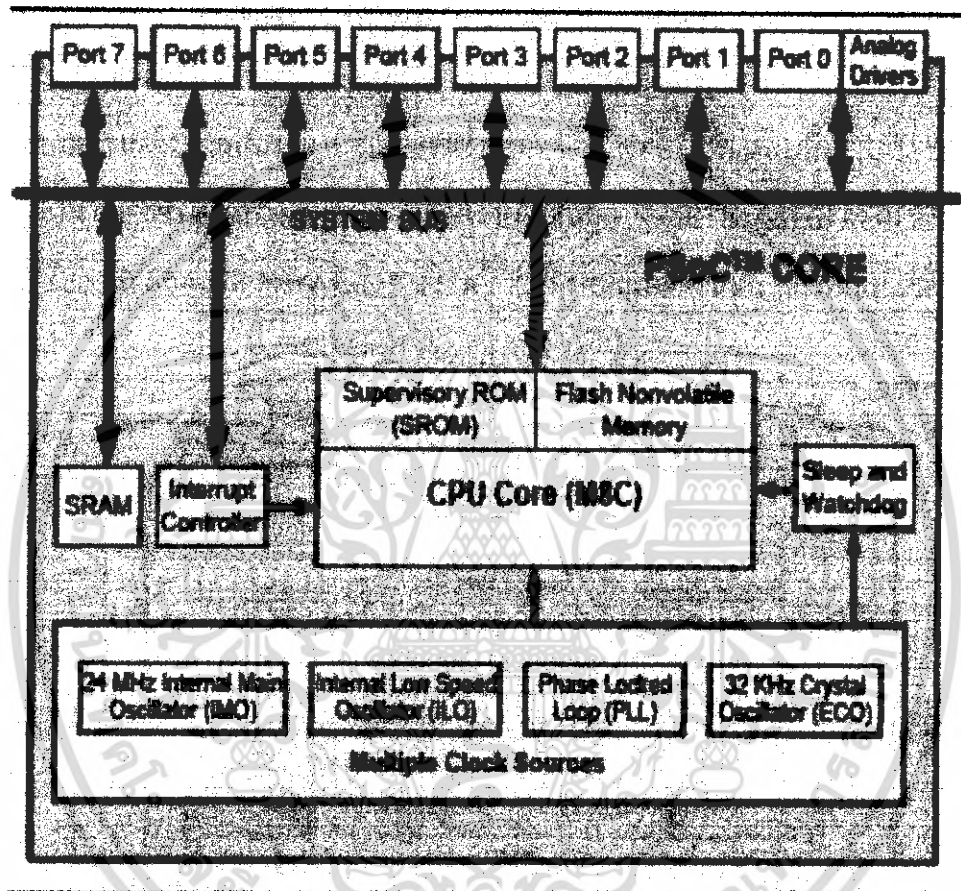 Port 7
Port 6
Port 5
Port 4
Port 3
Port 2
Port 1
Port 0
Analog
Drivers
SYSTEM BUS
PSoC™ CORE
Supervisory ROM
(SROM)
Flash Nonvolatile
Memory
SRAM
Interrupt
Controller
CPU Core (M8C)
Sleep and
Watchdog
24 MHz Internal Main
Oscillator (IMO)
Internal Low Speed
Oscillator (ILO)
Phase Locked
Loop (PLL)
32 KHz Crystal
Oscillator (ECO)
Multiple Clock Sources